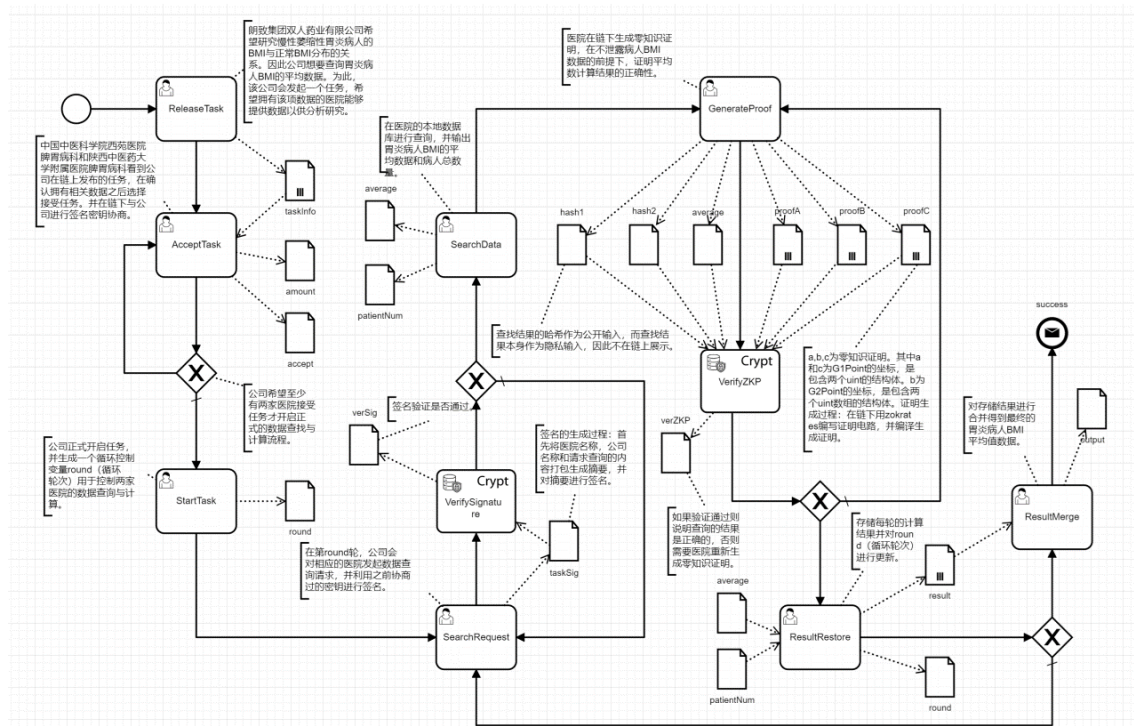 朗致集团双人药业有限公司希
望研究慢性萎缩性胃炎病人的
BMI与正常BMI分布的关
系。因此公司想要查询胃炎病
人BMI的平均数据。为此，
该公司会发起一个任务，希
望拥有该项数据的医院能够
提供数据以供分析研究。
ReleaseTask
中国中医科学院西苑医院
脾胃病科和陕西中医药大
学附属医院脾胃病科看到公
司在链上发布的任务，在确
认拥有相关数据之后选择
接受任务。并在链下与公
司进行签名密钥协商。
taskInfo
AcceptTask
amount
accept
公司希望至少
有两家医院接受
任务才开启正
式的数据查找与
计算流程。
公司正式开启任务，
并生成一个循环控制
变量round（循环
轮次）用于控制两家
医院的数据查询与计
算。
StartTask
round
在第round轮，公司会
对相应的医院发起数据查
询请求，并利用之前协商
过的密钥进行签名。
SearchRequest
taskSig
签名的生成过程：首
先将医院名称，公司
名称和请求查询的内
容打包生成摘要，并
对摘要进行签名。
Crypt
VerifySignatu
re
verSig
签名验证是否通过。
在医院的本地数据
库进行查询，并输出
胃炎病人BMI的平
均数据和病人总数
量。
average
SearchData
patientNum
医院在链下生成零知识证
明，在不泄露病人BMI
数据的前提下，证明平均
数计算结果的正确性。
GenerateProof
hash1
hash2
average
proofA
proofB
proofC
查找结果的哈希作为公开输入，而查找结
果本身作为隐私输入，因此不在链上展示。
Crypt
VerifyZKP
a,b,c为零知识证明。其中a
和c为G1Point的坐标，是
包含两个uint的结构体。b为
G2Point的坐标，是包含两
个uint数组的结构体。证明生
成过程：在链下用zokrat
es编写证明电路，并编译生
成证明。
verZKP
如果验证通过则
说明查询的结果
是正确的，否则
需要医院重新生
成零知识证明。
存储每轮的计算
结果并对roun
d（循环轮次）
进行更新。
average
ResultRestore
patientNum
result
round
对存储结果进行
合并得到最终的
胃炎病人BMI
平均值数据。
success
output
ResultMerge